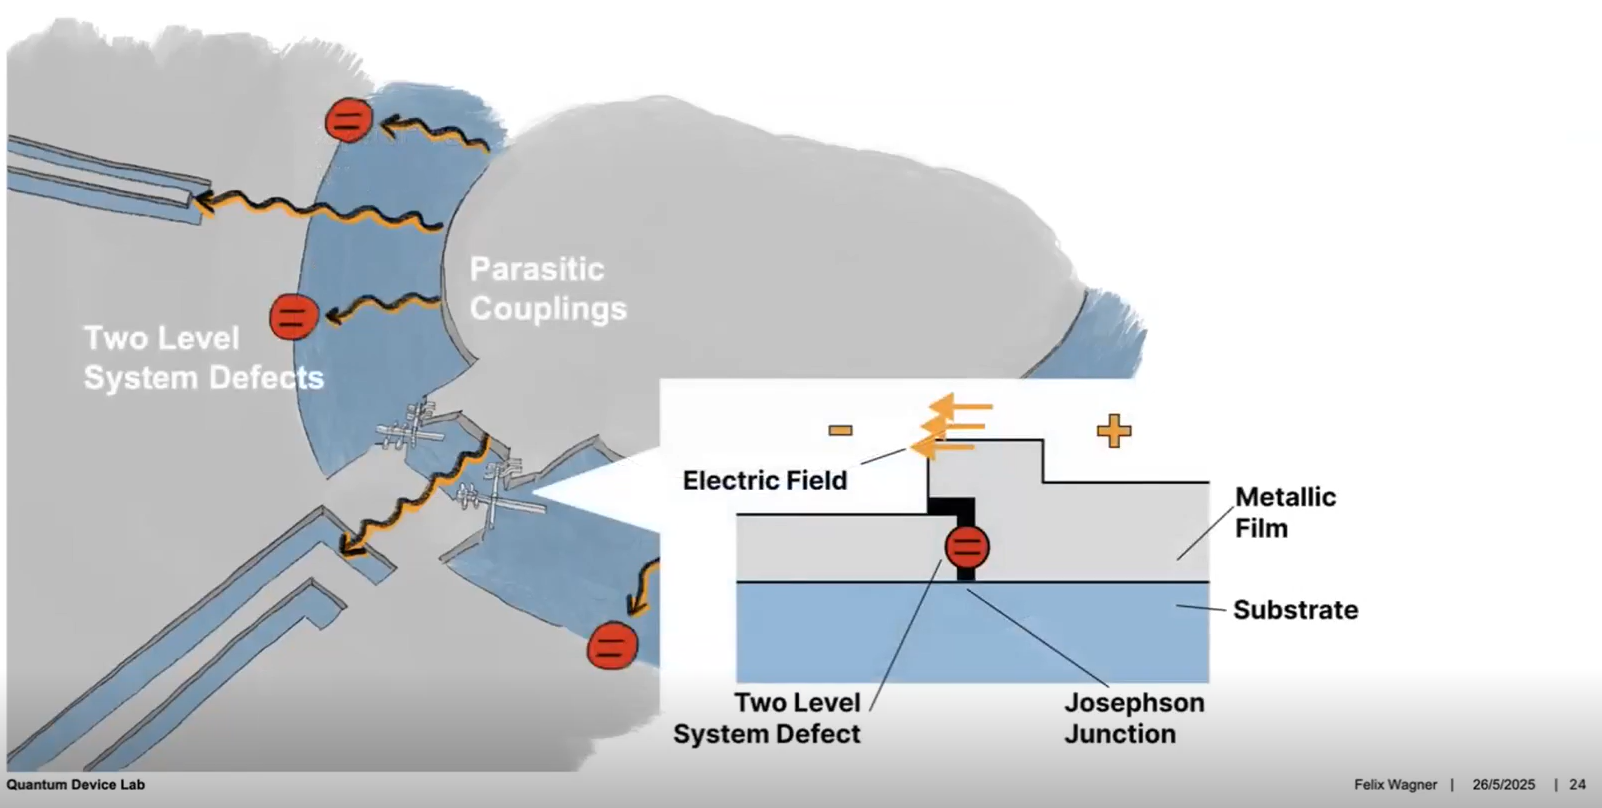 Parasitic
Couplings
Two Level
System Defects
-
+
Electric Field
Metallic
Film
Substrate
Two Level
System Defect
Josephson
Junction
Quantum Device Lab
Felix Wagner | 26/5/2025 | 24